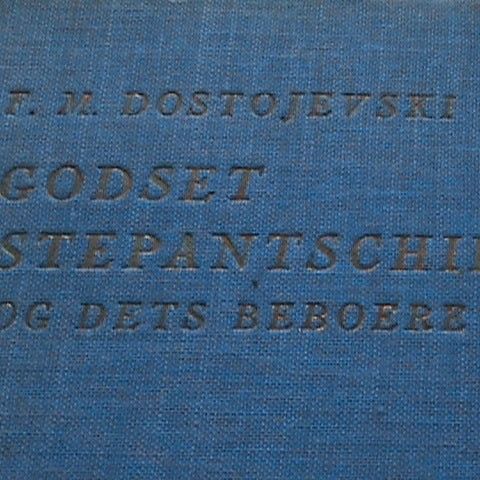 F. M. DOSTOJEVSKI
GODSET
STEPANTSCHI
OG DETS BEBOERE